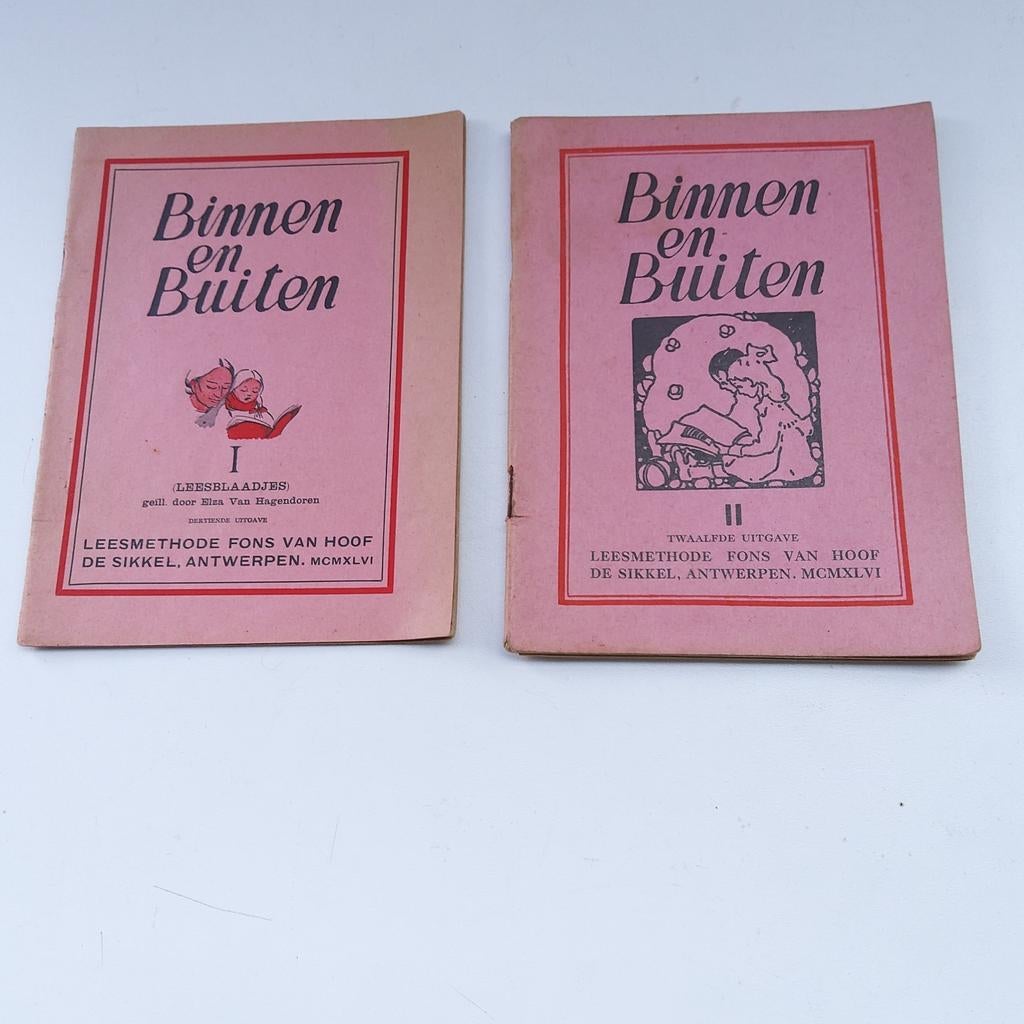 Binnen
en
Buiten
I
(LEESBLAADJES)
geïll. door Elza Van Hagendoren
DERTIENDE UITGAVE
LEESMETHODE FONS VAN HOOF
DE SIKKEL, ANTWERPEN. MCMXLVI
Binnen
en
Buiten
II
TWAALFDE UITGAVE
LEESMETHODE FONS VAN HOOF
DE SIKKEL, ANTWERPEN. MCMXLVI